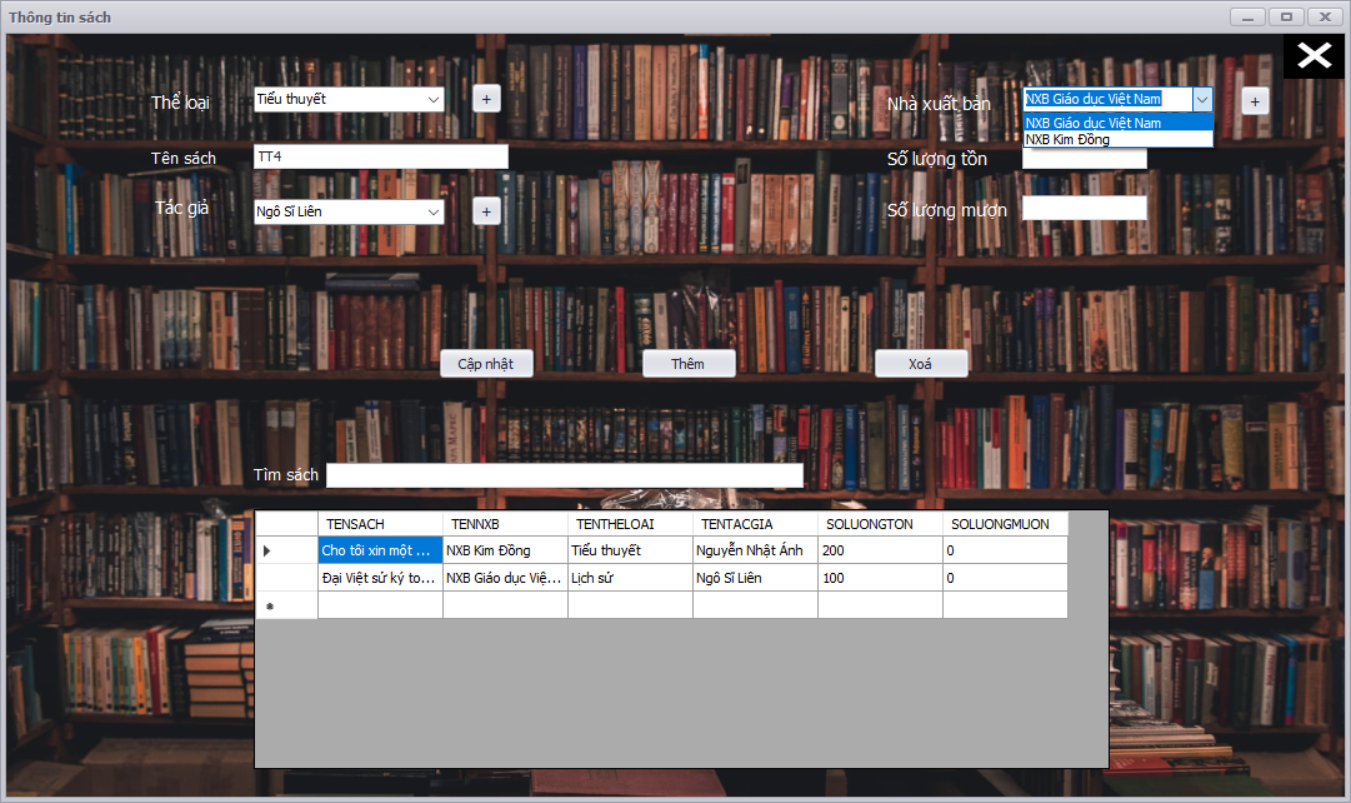 Thông tin sách
Thể loại
Tiểu thuyết
+
Nhà xuất bản
NXB Giáo dục Việt Nam
+
NXB Giáo dục Việt Nam
NXB Kim Đồng
Tên sách
TT4
Số lượng tồn
Tác giả
Ngô Sĩ Liên
+
Số lượng mượn
Cập nhật
Thêm
Xoá
Tìm sách
TENSACH TENNXB TENTHELOAI TENTACGIA SOLUONGTON SOLUONGMUON
Cho tôi xin một ... NXB Kim Đồng Tiểu thuyết Nguyễn Nhật Ánh 200 0
Đại Việt sử ký to... NXB Giáo dục Việ... Lịch sử Ngô Sĩ Liên 100 0